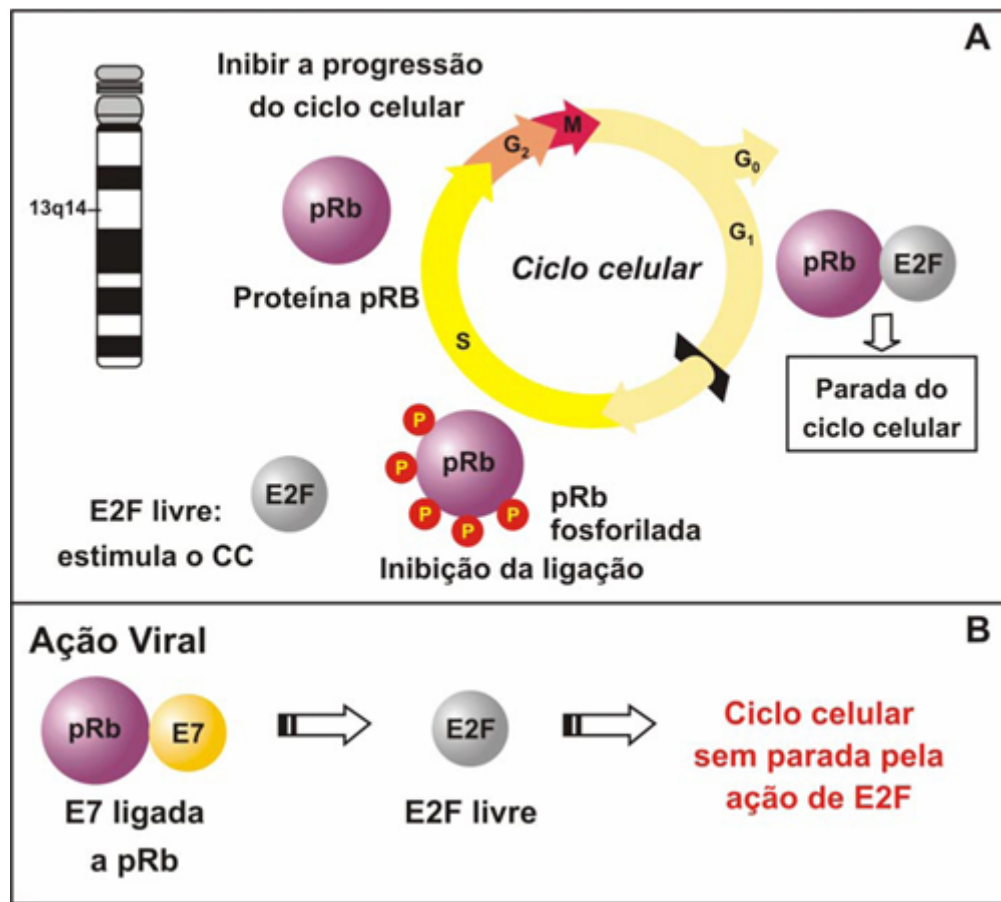 A
Inibir a progressão
do ciclo celular
13q14
pRb
Proteína pRB
M
G₂
G₀
G₁
S
Ciclo celular
pRb
E2F
Parada do
ciclo celular
P
P
P
P
P
pRb
pRb
fosforilada
Inibição da ligação
E2F
E2F livre:
estimula o CC
B
Ação Viral
pRb
E7
E7 ligada
a pRb
E2F
E2F livre
Ciclo celular
sem parada pela
ação de E2F